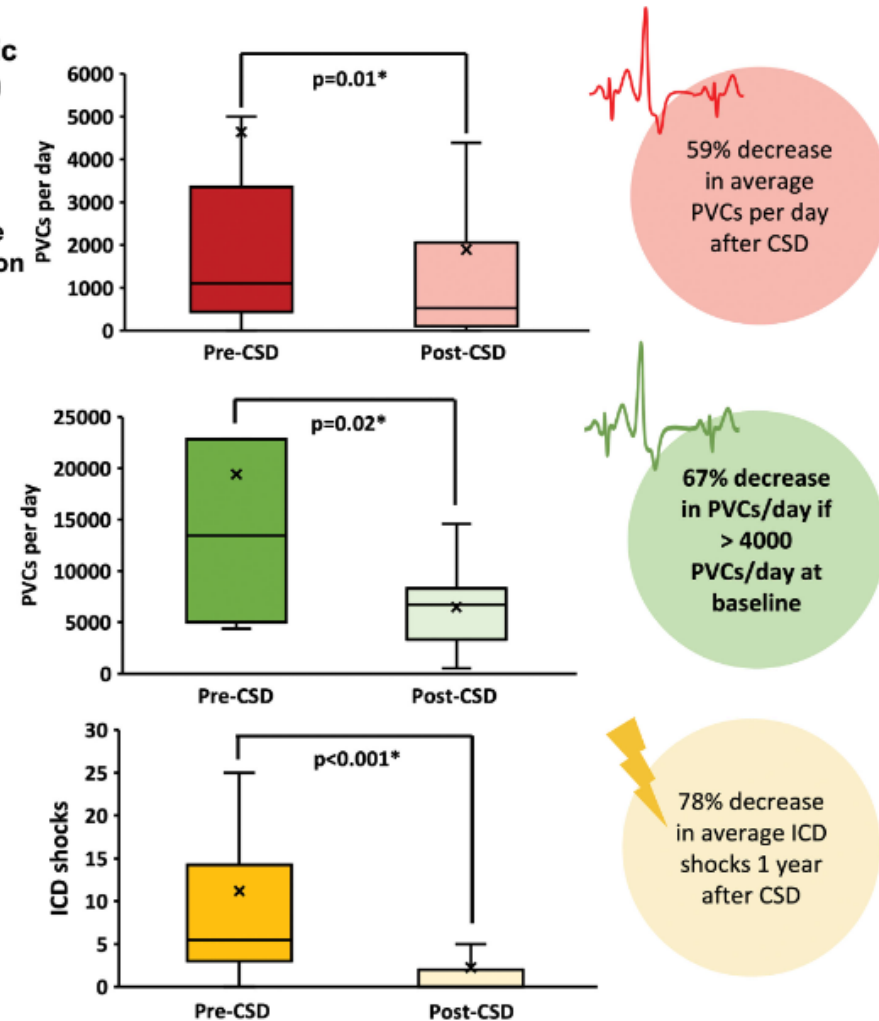 ic
e
on
PVCs per day
6000
5000
4000
3000
2000
1000
0
p=0.01*
Pre-CSD
Post-CSD
59% decrease
in average
PVCs per day
after CSD
PVCs per day
25000
20000
15000
10000
5000
0
p=0.02*
Pre-CSD
Post-CSD
67% decrease
in PVCs/day if
> 4000
PVCs/day at
baseline
ICD shocks
30
25
20
15
10
5
0
p<0.001*
Pre-CSD
Post-CSD
78% decrease
in average ICD
shocks 1 year
after CSD